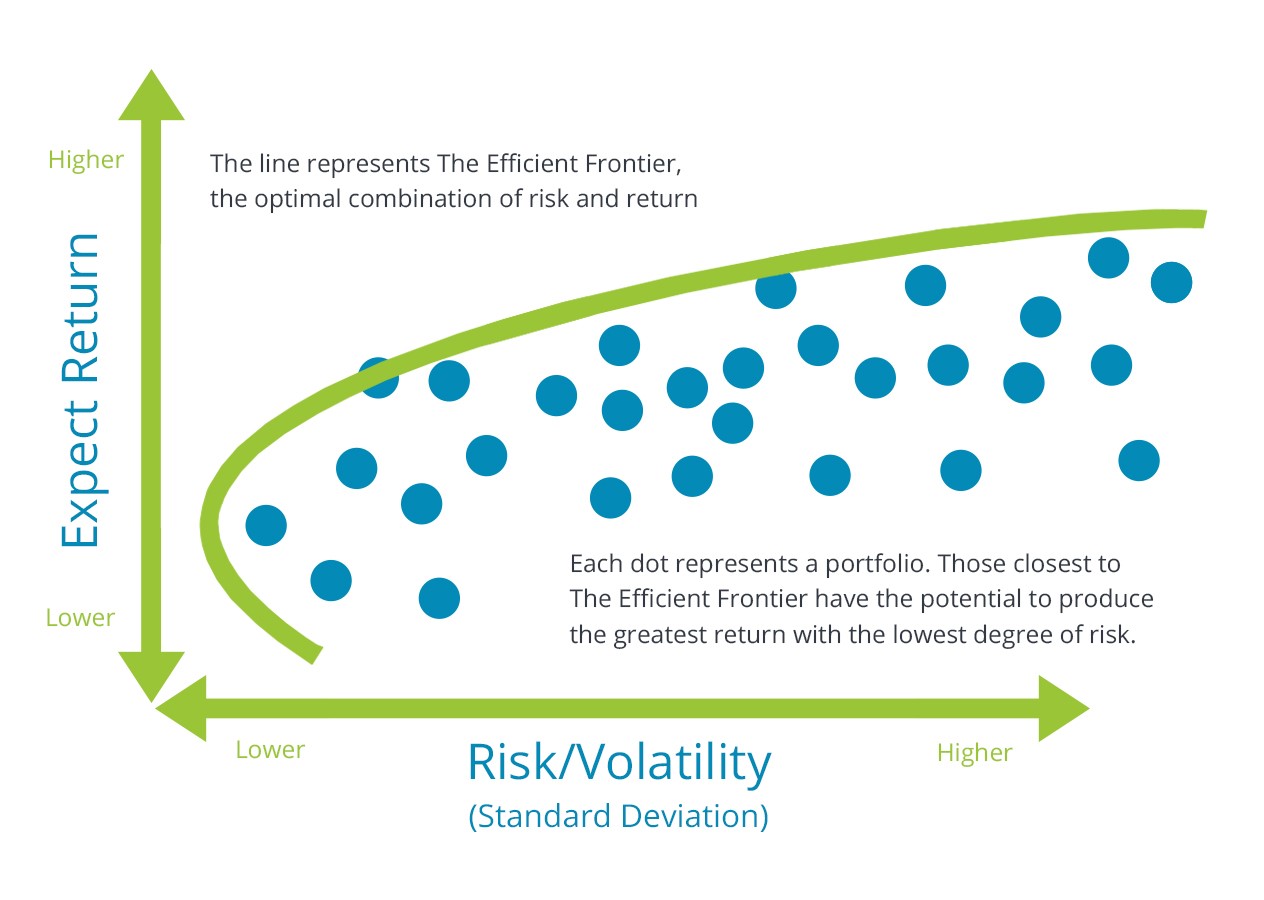 Higher
The line represents The Efficient Frontier,
the optimal combination of risk and return
Expect Return
Each dot represents a portfolio. Those closest to
The Efficient Frontier have the potential to produce
the greatest return with the lowest degree of risk.
Lower
Lower
Risk/Volatility
Higher
(Standard Deviation)